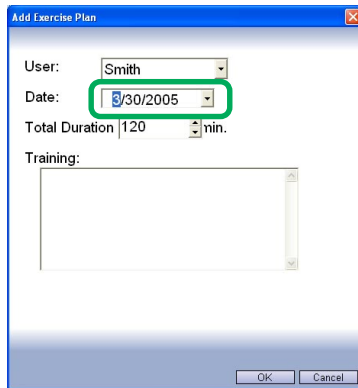 Add Exercise Plan
User: Smith
Date: 3/30/2005
Total Duration 120 min.
Training:
OK Cancel